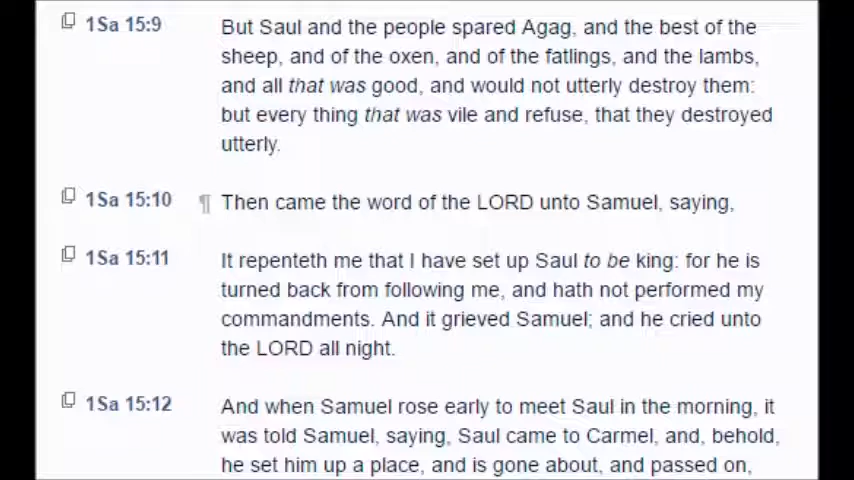 1Sa 15:9 But Saul and the people spared Agag, and the best of the
sheep, and of the oxen, and of the fatlings, and the lambs,
and all that was good, and would not utterly destroy them:
but every thing that was vile and refuse, that they destroyed
utterly.
1Sa 15:10 ¶ Then came the word of the LORD unto Samuel, saying,
1Sa 15:11 It repenteth me that I have set up Saul to be king: for he is
turned back from following me, and hath not performed my
commandments. And it grieved Samuel; and he cried unto
the LORD all night.
1Sa 15:12 And when Samuel rose early to meet Saul in the morning, it
was told Samuel, saying, Saul came to Carmel, and, behold,
he set him up a place, and is gone about, and passed on,